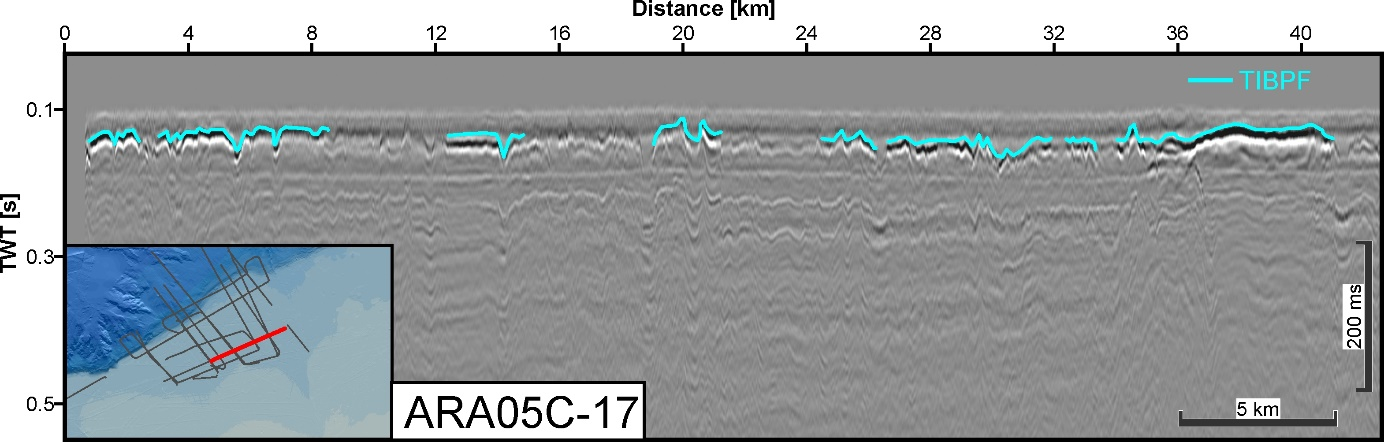 Distance [km]
0 4 8 12 16 20 24 28 32 36 40
TIBPF
0.1
TWT [s]
0.3
200 ms
0.5
5 km
ARA05C-17